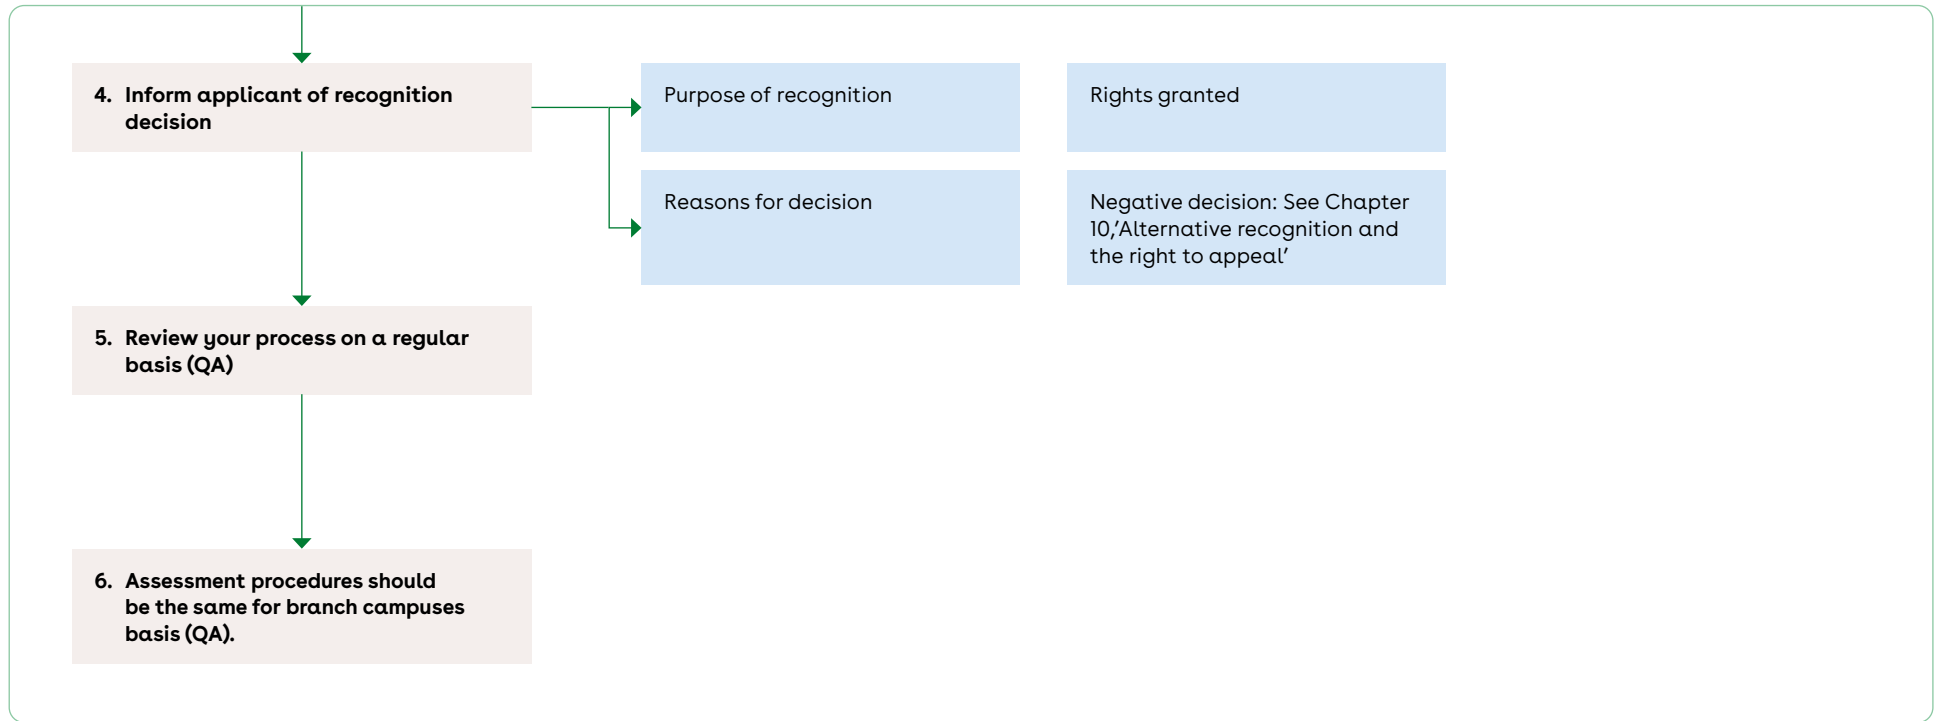 4. Inform applicant of recognition
decision
Purpose of recognition
Rights granted
Reasons for decision
Negative decision: See Chapter
10,’Alternative recognition and
the right to appeal’
5. Review your process on a regular
basis (QA)
6. Assessment procedures should
be the same for branch campuses
basis (QA).